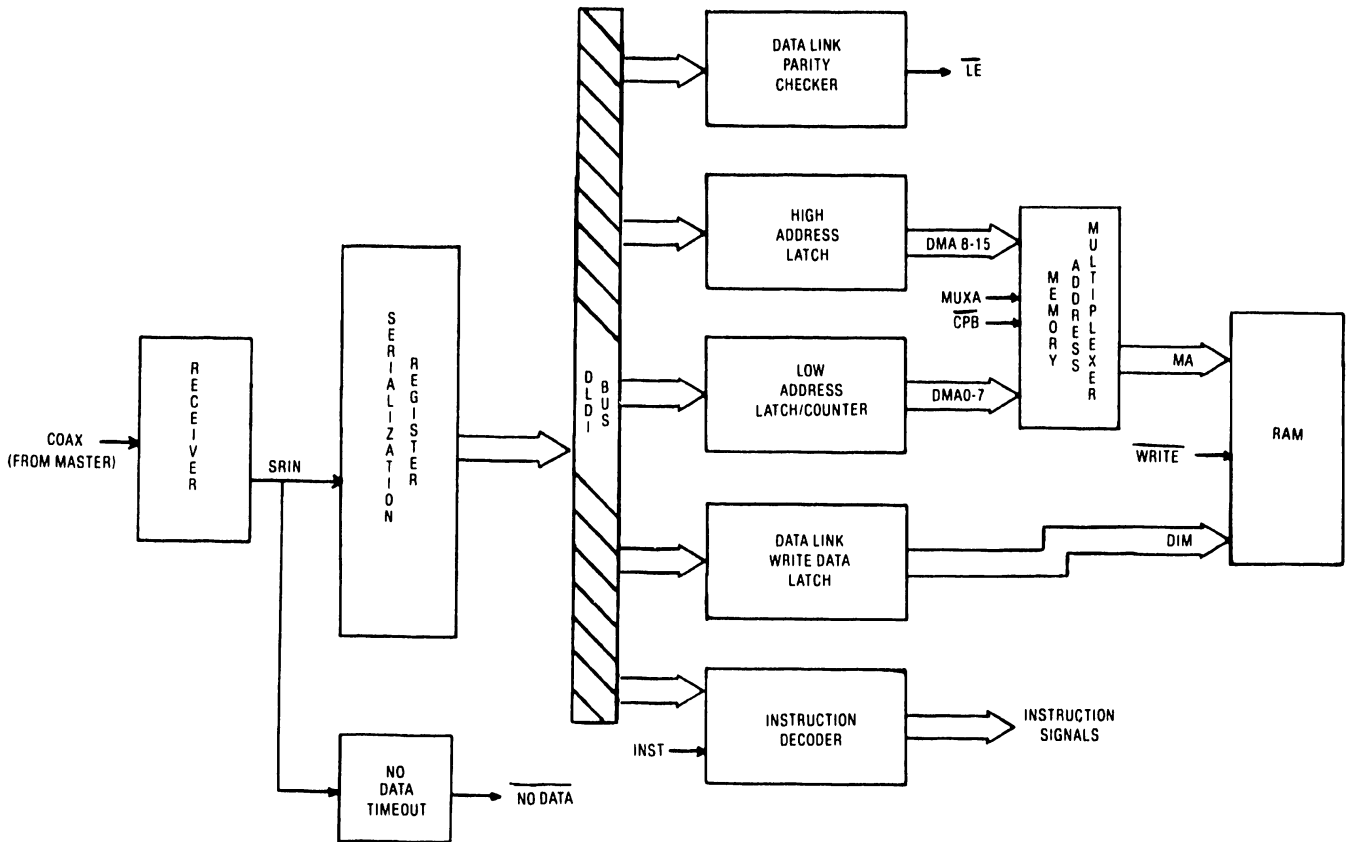 DATA LINK
PARITY
CHECKER
LE
HIGH
ADDRESS
LATCH
DMA 8-15
MEMORY
ADDRESS
MULTIPLEXER
MUXA
CPB
LOW
ADDRESS
LATCH/COUNTER
DMA0-7
MA
RAM
WRITE
DATA LINK
WRITE DATA
LATCH
DIM
INSTRUCTION
DECODER
INST
INSTRUCTION
SIGNALS
DLDI
BUS
SERIALIZATION
REGISTER
RECEIVER
COAX
(FROM MASTER)
SRIN
NO
DATA
TIMEOUT
NO DATA